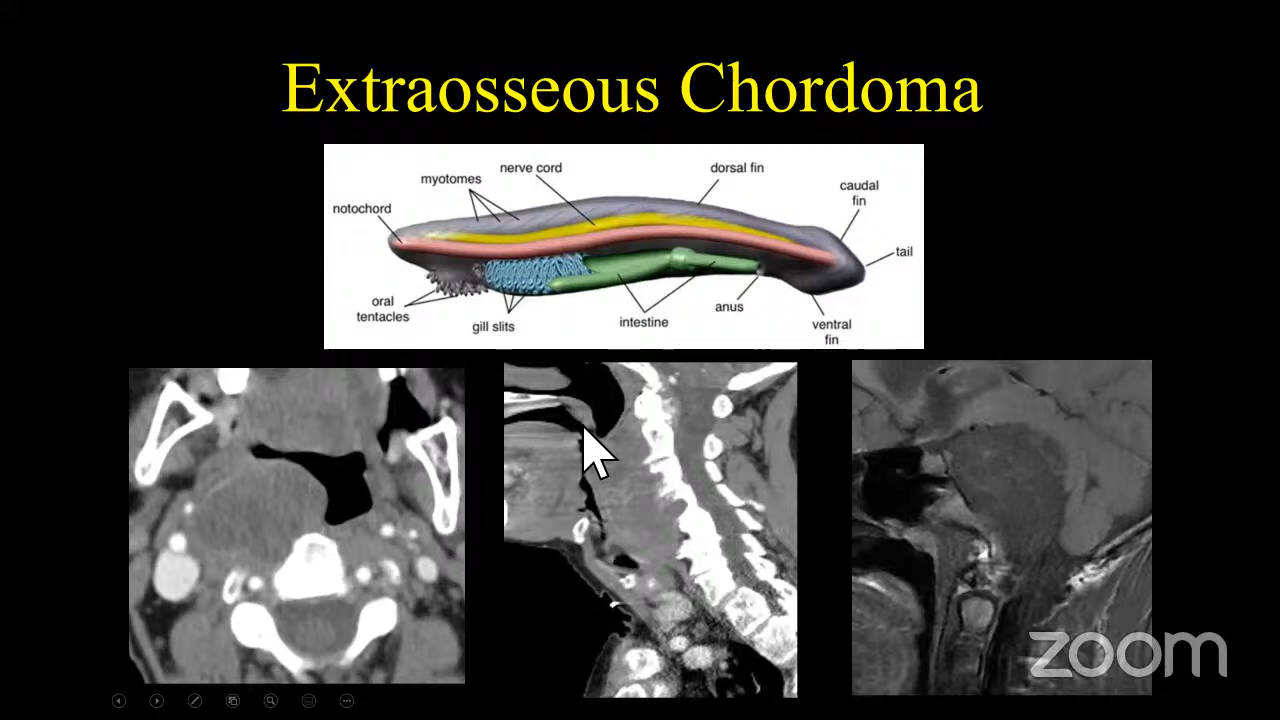 Extraosseous Chordoma
nerve cord
dorsal fin
myotomes
caudal
fin
notochord
tail
oral
tentacles
gill slits
intestine
anus
ventral
fin
zoom